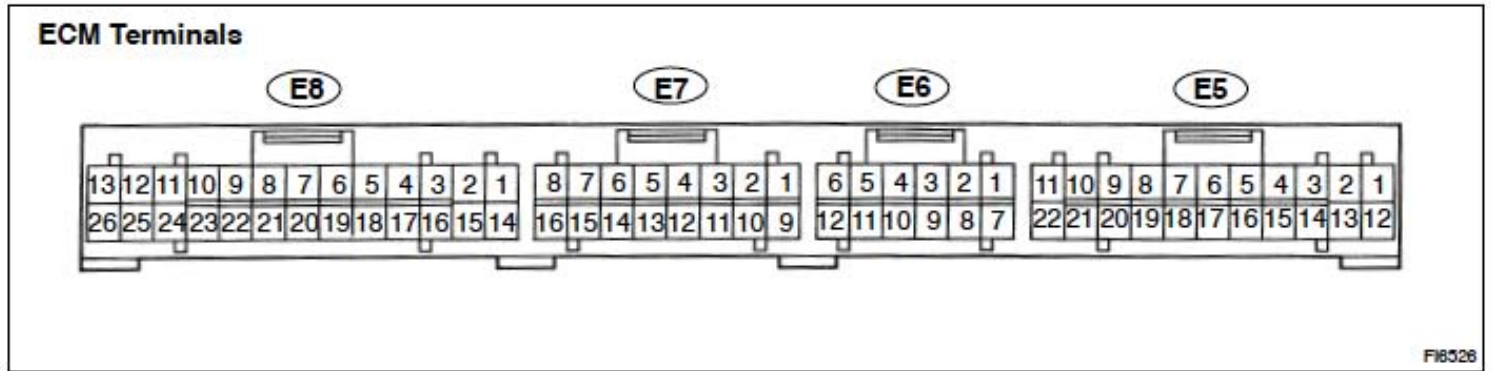 ECM Terminals
E8 E7 E6 E5
13 12 11 10 9 8 7 6 5 4 3 2 1 8 7 6 5 4 3 2 1 6 5 4 3 2 1 11 10 9 8 7 6 5 4 3 2 1
26 25 24 23 22 21 20 19 18 17 16 15 14 16 15 14 13 12 11 10 9 12 11 10 9 8 7 22 21 20 19 18 17 16 15 14 13 12
FI6526